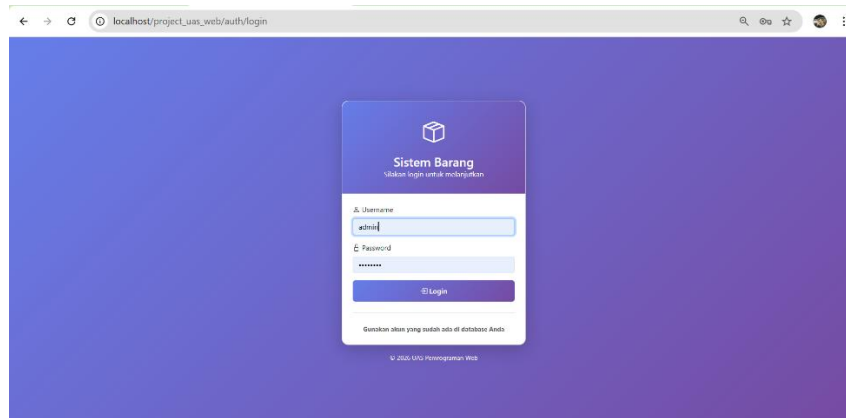 localhost/project_uas_web/auth/login
Sistem Barang
Silakan login untuk melanjutkan
Username
admin
Password
••••••••
Login
Gunakan akun yang sudah ada di database Anda
© 2026 UAS Pemrograman Web